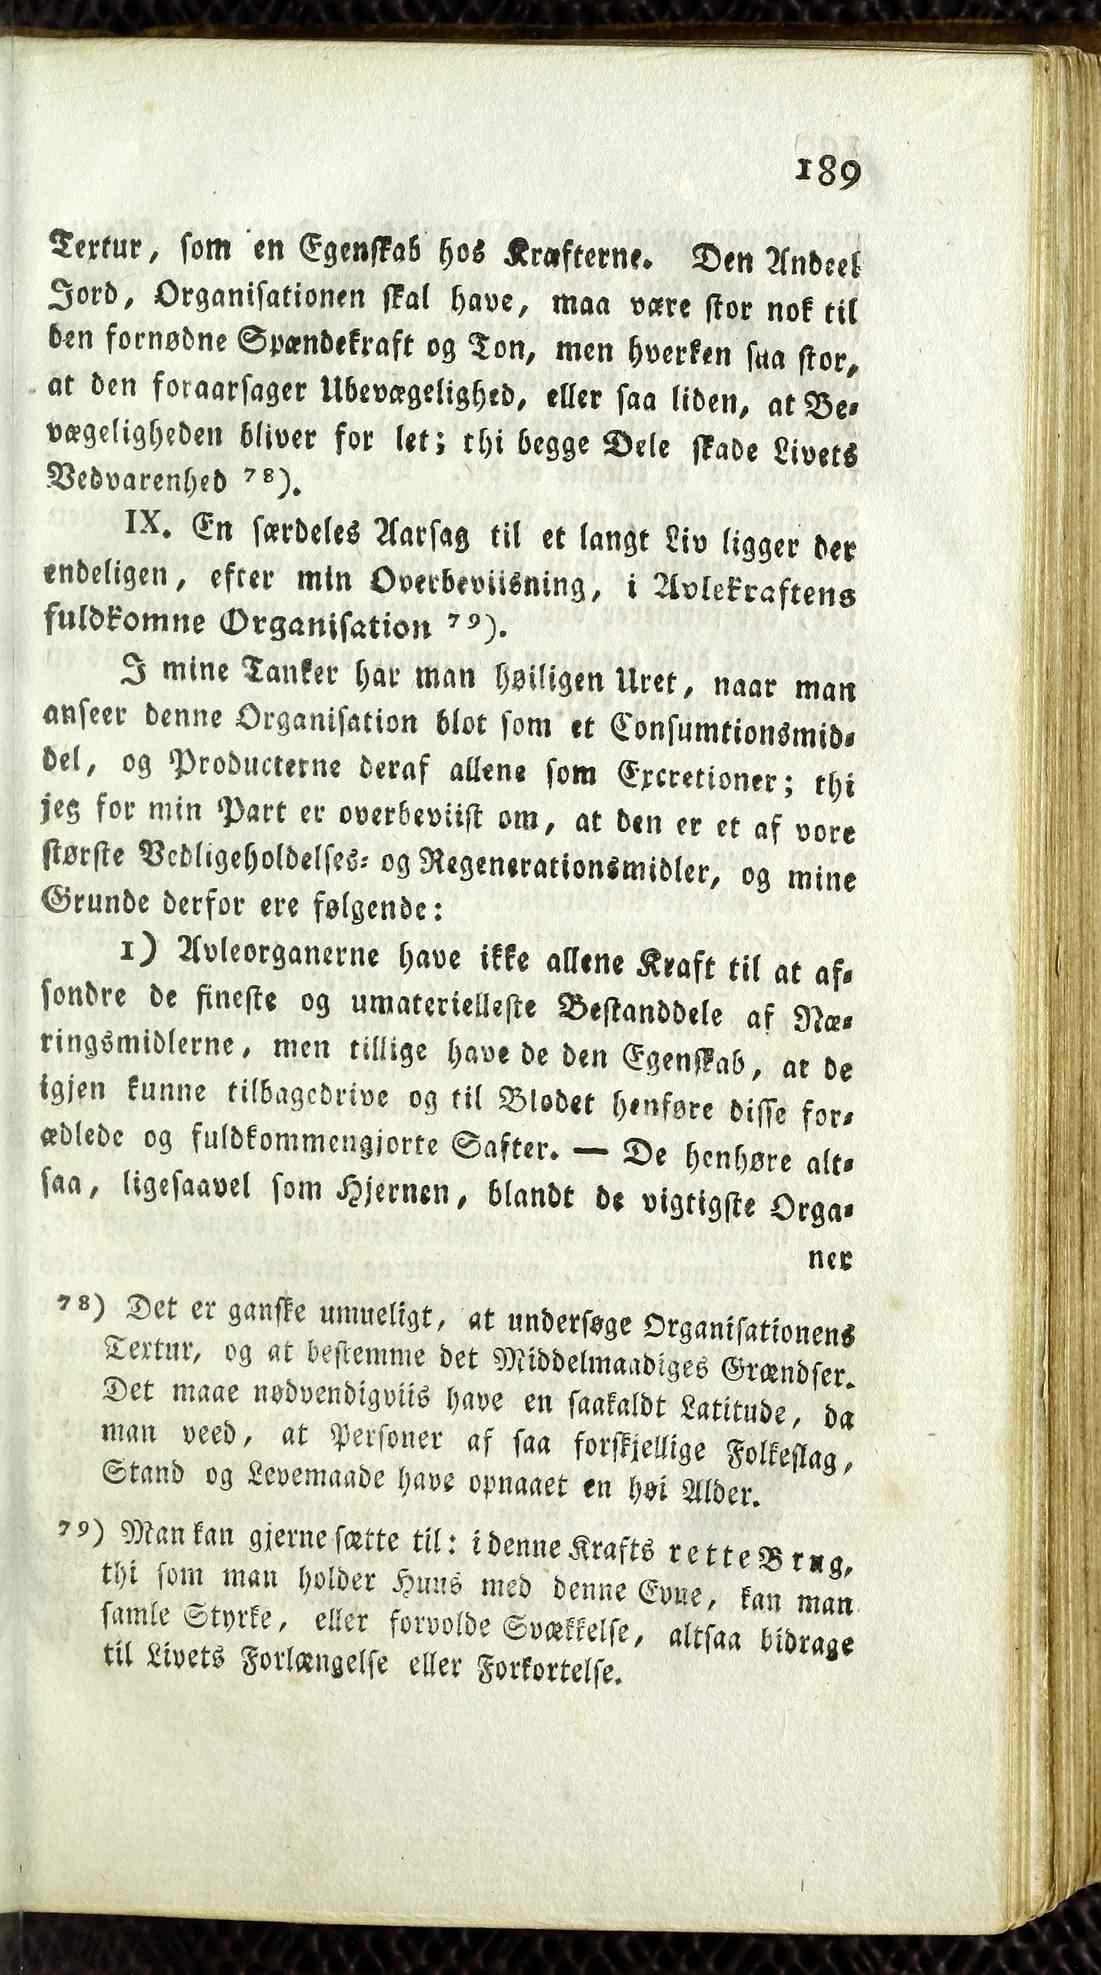 189
Textur, som en Egenskab hos Kræfterne. Den Andeel
Jord, Organisationen skal have, maa være stor nok til
den fornødne Spændekraft og Ton, men hverken saa stor,
at den foraarsager Ubevægelighed, eller saa liden, at Be-
vægeligheden bliver for let; thi begge Dele skade Livets
Vedvarenhed 78).
IX. En særdeles Aarsag til et langt Liv ligger der
endeligen, efter min Overbeviisning, i Avlekraftens
fuldkomne Organisation 79).
I mine Tanker har man høiligen Uret, naar man
anseer denne Organisation blot som et Consumtionsmid-
del, og Producterne deraf allene som Excretioner; thi
jeg for min Part er overbeviist om, at den er et af vore
største Vedligeholdelses- og Regenerationsmidler, og mine
Grunde derfor ere følgende:
1) Avleorganerne have ikke allene Kraft til at af-
sondre de fineste og umaterielleste Bestanddele af Næ-
ringsmidlerne, men tillige have de den Egenskab, at de
igjen kunne tilbagedrive og til Blodet henføre disse for-
ædlede og fuldkommengjorte Safter. — De henhøre alt-
saa, ligesaavel som Hjernen, blandt de vigtigste Orga-
ner
78) Det er ganske umueligt, at undersøge Organisationens
Textur, og at bestemme det Middelmaadiges Grændser.
Det maae nødvendigviis have en saakaldt Latitude, da
man veed, at Personer af saa forskjellige Folkeslag,
Stand og Levemaade have opnaaet en høi Alder.
79) Man kan gjerne sætte til: i denne Krafts rette Brug,
thi som man holder Huus med denne Evne, kan man
samle Styrke, eller forvolde Svækkelse, altsaa bidrage
til Livets Forlængelse eller Forkortelse.